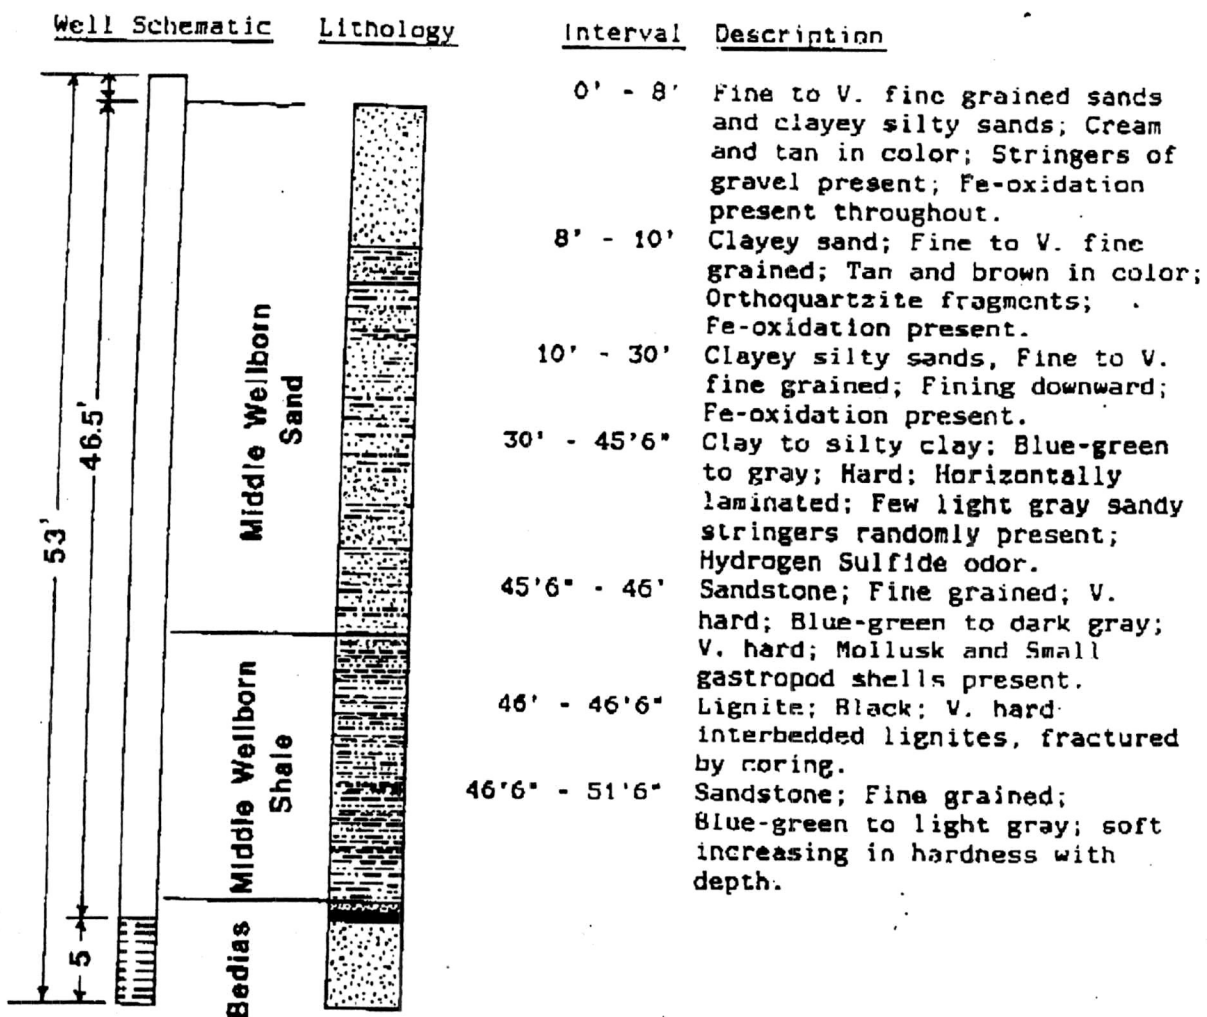 Well Schematic Lithology Interval Description
0' - 8' Fine to V. fine grained sands
and clayey silty sands; Cream
and tan in color; Stringers of
gravel present; Fe-oxidation
present throughout.
8' - 10' Clayey sand; Fine to V. fine
grained; Tan and brown in color;
Orthoquartzite fragments;
Fe-oxidation present.
10' - 30' Clayey silty sands, Fine to V.
fine grained; Fining downward;
Fe-oxidation present.
30' - 45'6" Clay to silty clay; Blue-green
to gray; Hard; Horizontally
laminated; Few light gray sandy
stringers randomly present;
Hydrogen Sulfide odor.
45'6" - 46' Sandstone; Fine grained; V.
hard; Blue-green to dark gray;
V. hard; Mollusk and Small
gastropod shells present.
46' - 46'6" Lignite; Black; V. hard
interbedded lignites, fractured
by coring.
46'6" - 51'6" Sandstone; Fine grained;
Blue-green to light gray; soft
increasing in hardness with
depth.
53'
46.5'
5
Middle Wellborn
Sand
Middle Wellborn
Shale
Bedias